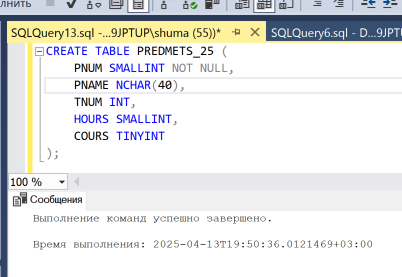 лнить
SQLQuery13.sql -...9JPTUP\shuma (55))* SQLQuery6.sql - D...9J
CREATE TABLE PREDMETS_25 (
PNUM SMALLINT NOT NULL,
PNAME NCHAR(40),
TNUM INT,
HOURS SMALLINT,
COURS TINYINT
);
100 %
Сообщения
Выполнение команд успешно завершено.
Время выполнения: 2025-04-13T19:50:36.0121469+03:00